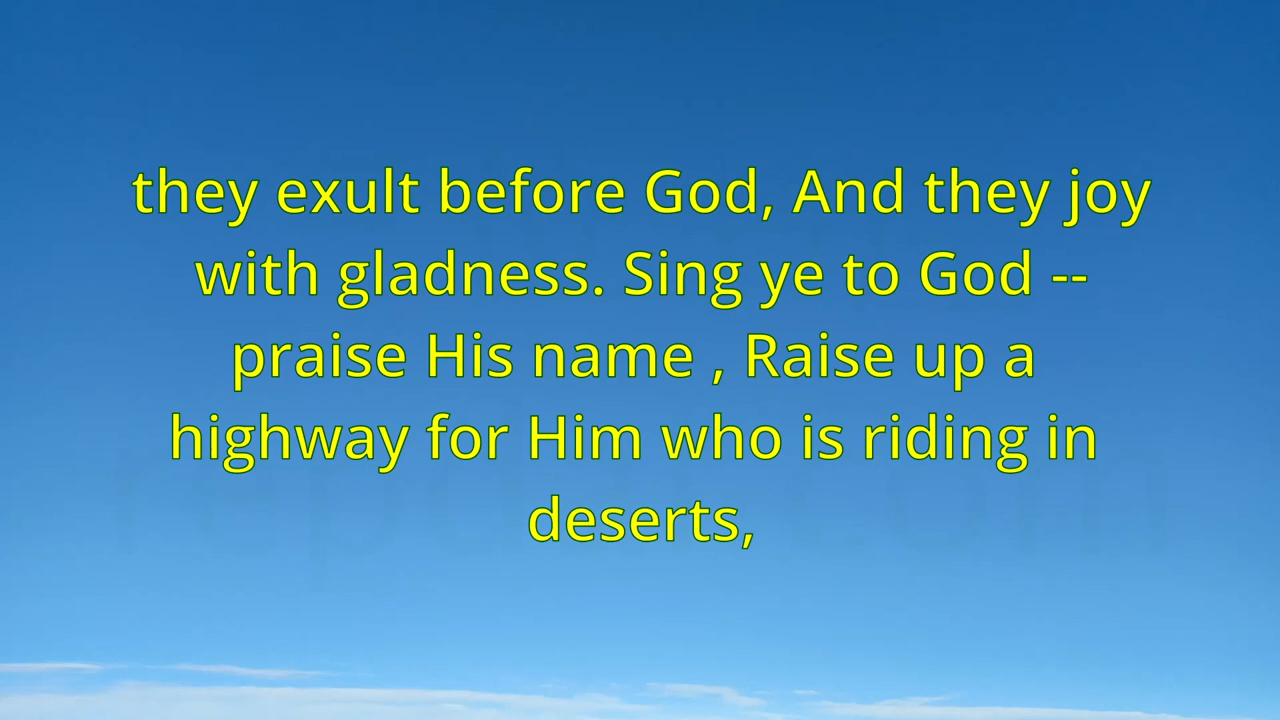 they exult before God, And they joy
with gladness. Sing ye to God --
praise His name , Raise up a
highway for Him who is riding in
deserts,